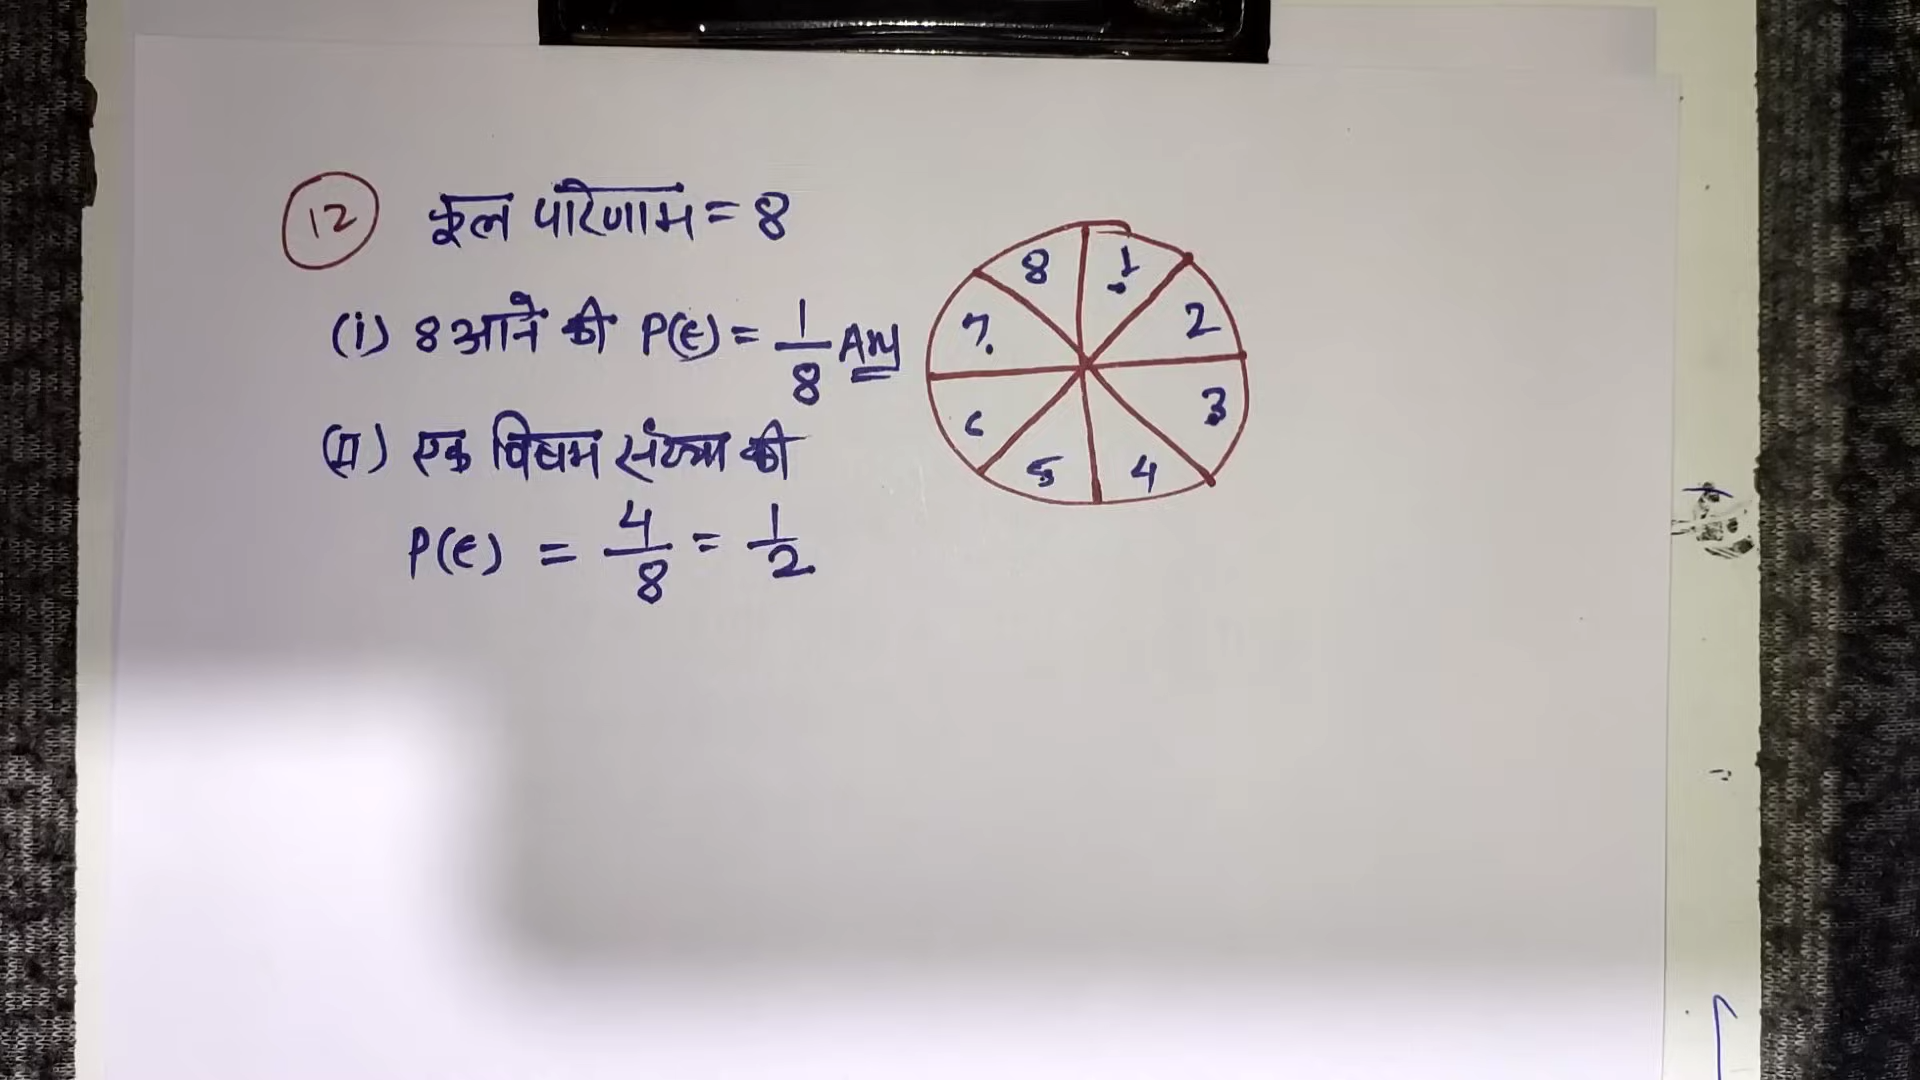 12 कुल परिणाम = 8
(i) 8 आने की P(E) = 1/8 Ans
(ii) एक विषम संख्या की
P(E) = 4/8 = 1/2
8 1
7. 2
6 3
5 4